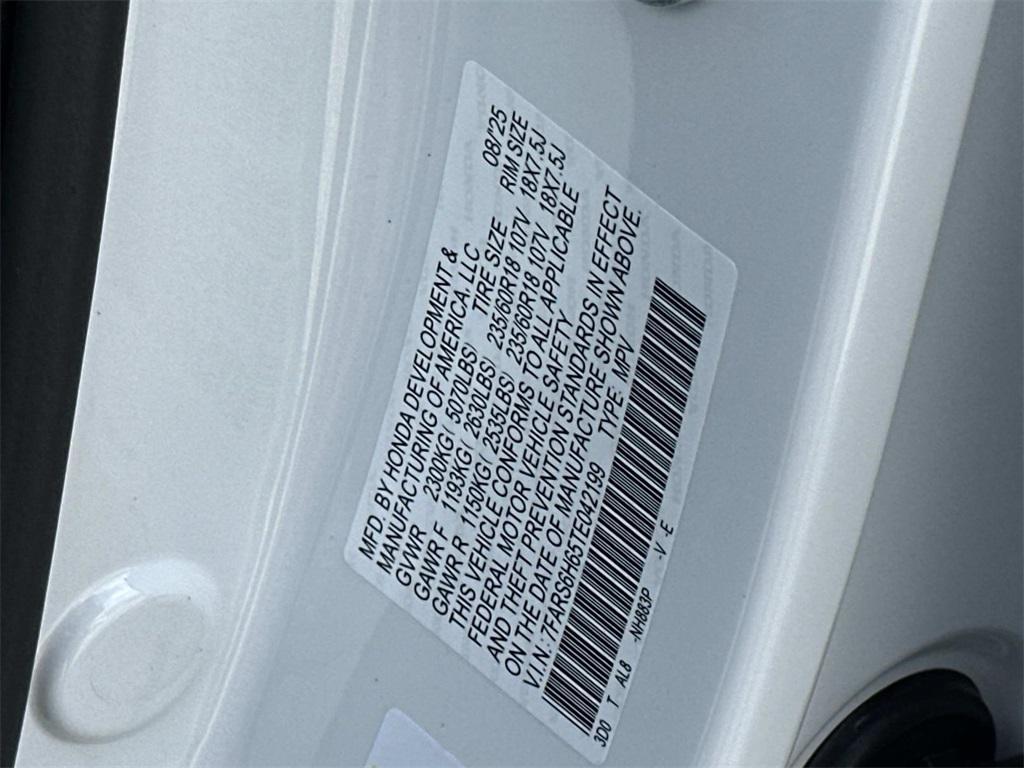 MFD. BY HONDA DEVELOPMENT &
MANUFACTURING OF AMERICA, LLC 08/25
GVWR 2300KG( 5070LBS) TIRE SIZE RIM SIZE
GAWR F 1193KG( 2630LBS) 235/60R18 107V 18X7.5J
GAWR R 1150KG( 2535LBS) 235/60R18 107V 18X7.5J
THIS VEHICLE CONFORMS TO ALL APPLICABLE
FEDERAL MOTOR VEHICLE SAFETY
AND THEFT PREVENTION STANDARDS IN EFFECT
ON THE DATE OF MANUFACTURE SHOWN ABOVE.
V.I.N.:7FARS6H65TE042199 TYPE: MPV
3D0 T AL8 -NH883P -V -E